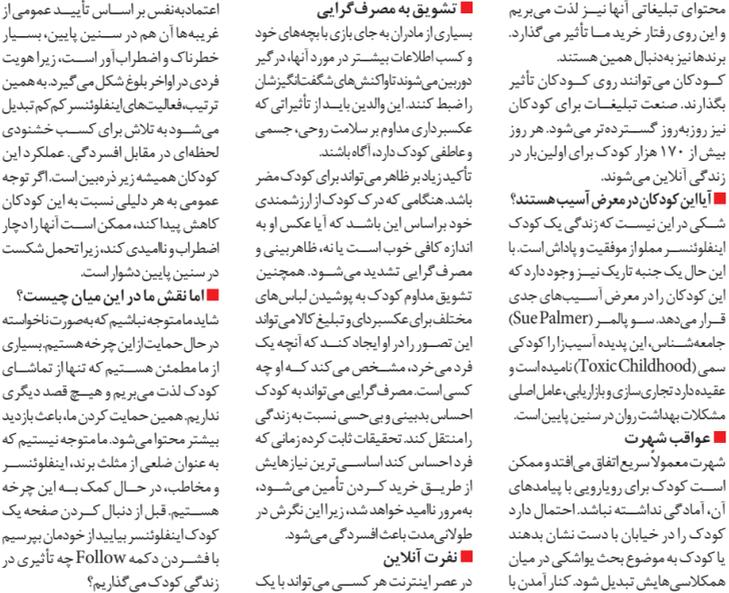 محتوای تبلیغاتی آنها نیز لذت می‌بریم
و این روی رفتار خرید ما تأثیر می‌گذارد.
برندها نیز به‌دنبال همین هستند.
کودکان می‌توانند روی کودکان تأثیر
بگذارند. صنعت تبلیغات برای کودکان
نیز روزبه‌روز گسترده‌تر می‌شود. هر روز
بیش از ۱۷۰ هزار کودک برای اولین‌بار در
زندگی آنلاین می‌شوند.
آیا این کودکان در معرض آسیب هستند؟
شکی در این نیست که زندگی یک کودک
اینفلوئنسر مملو از موفقیت و پاداش است. با
این حال یک جنبه تاریک نیز وجود دارد که
این کودکان را در معرض آسیب‌های جدی
قرار می‌دهد. سو پالمر (Sue Palmer)
جامعه‌شناس، این پدیده آسیب‌زا را کودکی
سمی (Toxic Childhood) نامیده است و
عقیده دارد تجاری‌سازی و بازاریابی، عامل اصلی
مشکلات بهداشت روان در سنین پایین است.
عواقب شهرت
شهرت معمولاً سریع اتفاق می‌افتد و ممکن
است کودک برای رویارویی با پیامدهای
آن، آمادگی نداشته نباشد. احتمال دارد
کودک را در خیابان با دست نشان بدهند
یا کودک به موضوع بحث یواشکی در میان
همکلاسی‌هایش تبدیل شود. کنار آمدن با
تشویق به مصرف‌گرایی
بسیاری از مادران به جای بازی با بچه‌های خود
و کسب اطلاعات بیشتر در مورد آنها، درگیر
دوربین می‌شوند تا واکنش‌های شگفت‌انگیزشان
را ضبط کنند. این والدین باید از تأثیراتی که
عکسبرداری مداوم بر سلامت روحی، جسمی
و عاطفی کودک دارد، آگاه باشند.
تأکید زیاد بر ظاهر می‌تواند برای کودک مضر
باشد. هنگامی که درک کودک از ارزشمندی
خود بر اساس این باشد که آیا عکس او به
اندازه کافی خوب است یا نه، ظاهربینی و
مصرف‌گرایی تشدید می‌شود. همچنین
تشویق مداوم کودک به پوشیدن لباس‌های
مختلف برای عکسبرداری و تبلیغ کالا می‌تواند
این تصور را در او ایجاد کند که آنچه یک
فرد می‌خرد، مشخص می‌کند که او چه
کسی است. مصرف‌گرایی می‌تواند به کودک
احساس بدبینی و بی‌حسی نسبت به زندگی
را منتقل کند. تحقیقات ثابت کرده زمانی که
فرد احساس کند اساسی‌ترین نیازهایش
از طریق خرید کردن تأمین می‌شود،
به‌مرور ناامید خواهد شد، زیرا این نگرش در
طولانی‌مدت باعث افسردگی می‌شود.
نفرت آنلاین
در عصر اینترنت هر کسی می‌تواند با یک
اعتمادبه‌نفس بر اساس تأیید عمومی از
غریبه‌ها آن هم در سنین پایین، بسیار
خطرناک و اضطراب‌آور است، زیرا هویت
فردی در اواخر بلوغ شکل می‌گیرد. به همین
ترتیب، فعالیت‌های اینفلوئنسر کم‌کم تبدیل
می‌شود به تلاش برای کسب خشنودی
لحظه‌ای در مقابل افسردگی. عملکرد این
کودکان همیشه زیر ذره‌بین است. اگر توجه
عمومی به هر دلیلی نسبت به این کودکان
کاهش پیدا کند، ممکن است آنها را دچار
اضطراب و ناامیدی کند، زیرا تحمل شکست
در سنین پایین دشوار است.
اما نقش ما در این میان چیست؟
شاید ما متوجه نباشیم که به‌صورت ناخواسته
در حال حمایت از این چرخه هستیم. بسیاری
از ما مطمئن هستیم که تنها از تماشای
کودک لذت می‌بریم و هیچ قصد دیگری
نداریم. همین حمایت کردن ما، باعث بازدید
بیشتر محتوا می‌شود. ما متوجه نیستیم که
به عنوان ضلعی از مثلث برند، اینفلوئنسر
و مخاطب، در حال کمک به این چرخه
هستیم. قبل از دنبال کردن صفحه یک
کودک اینفلوئنسر بیایید از خودمان بپرسیم
با فشردن دکمه Follow چه تأثیری در
زندگی کودک می‌گذاریم؟